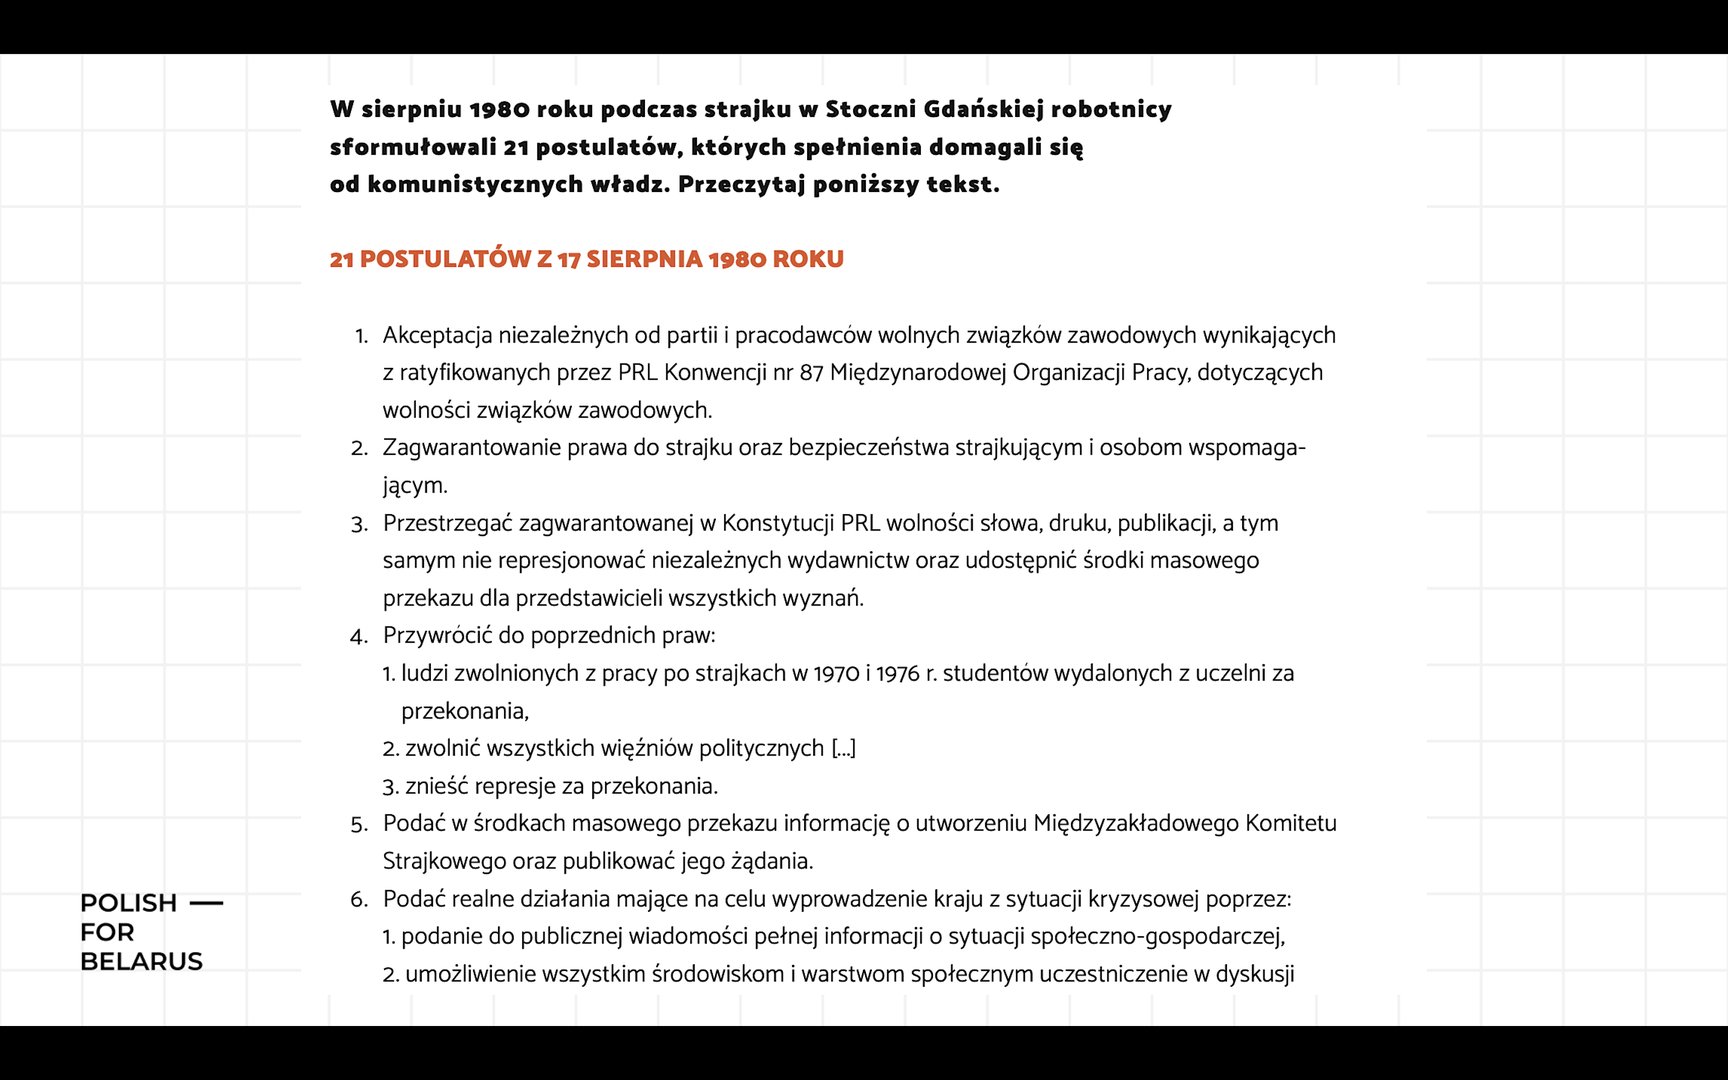 W sierpniu 1980 roku podczas strajku w Stoczni Gdańskiej robotnicy
sformułowali 21 postulatów, których spełnienia domagali się
od komunistycznych władz. Przeczytaj poniższy tekst.
21 POSTULATÓW Z 17 SIERPNIA 1980 ROKU
1. Akceptacja niezależnych od partii i pracodawców wolnych związków zawodowych wynikających
z ratyfikowanych przez PRL Konwencji nr 87 Międzynarodowej Organizacji Pracy, dotyczących
wolności związków zawodowych.
2. Zagwarantowanie prawa do strajku oraz bezpieczeństwa strajkującym i osobom wspomaga-
jącym.
3. Przestrzegać zagwarantowanej w Konstytucji PRL wolności słowa, druku, publikacji, a tym
samym nie represjonować niezależnych wydawnictw oraz udostępnić środki masowego
przekazu dla przedstawicieli wszystkich wyznań.
4. Przywrócić do poprzednich praw:
1. ludzi zwolnionych z pracy po strajkach w 1970 i 1976 r. studentów wydalonych z uczelni za
przekonania,
2. zwolnić wszystkich więźniów politycznych [...]
3. znieść represje za przekonania.
5. Podać w środkach masowego przekazu informację o utworzeniu Międzyzakładowego Komitetu
Strajkowego oraz publikować jego żądania.
6. Podać realne działania mające na celu wyprowadzenie kraju z sytuacji kryzysowej poprzez:
1. podanie do publicznej wiadomości pełnej informacji o sytuacji społeczno-gospodarczej,
2. umożliwienie wszystkim środowiskom i warstwom społecznym uczestniczenie w dyskusji
POLISH —
FOR
BELARUS